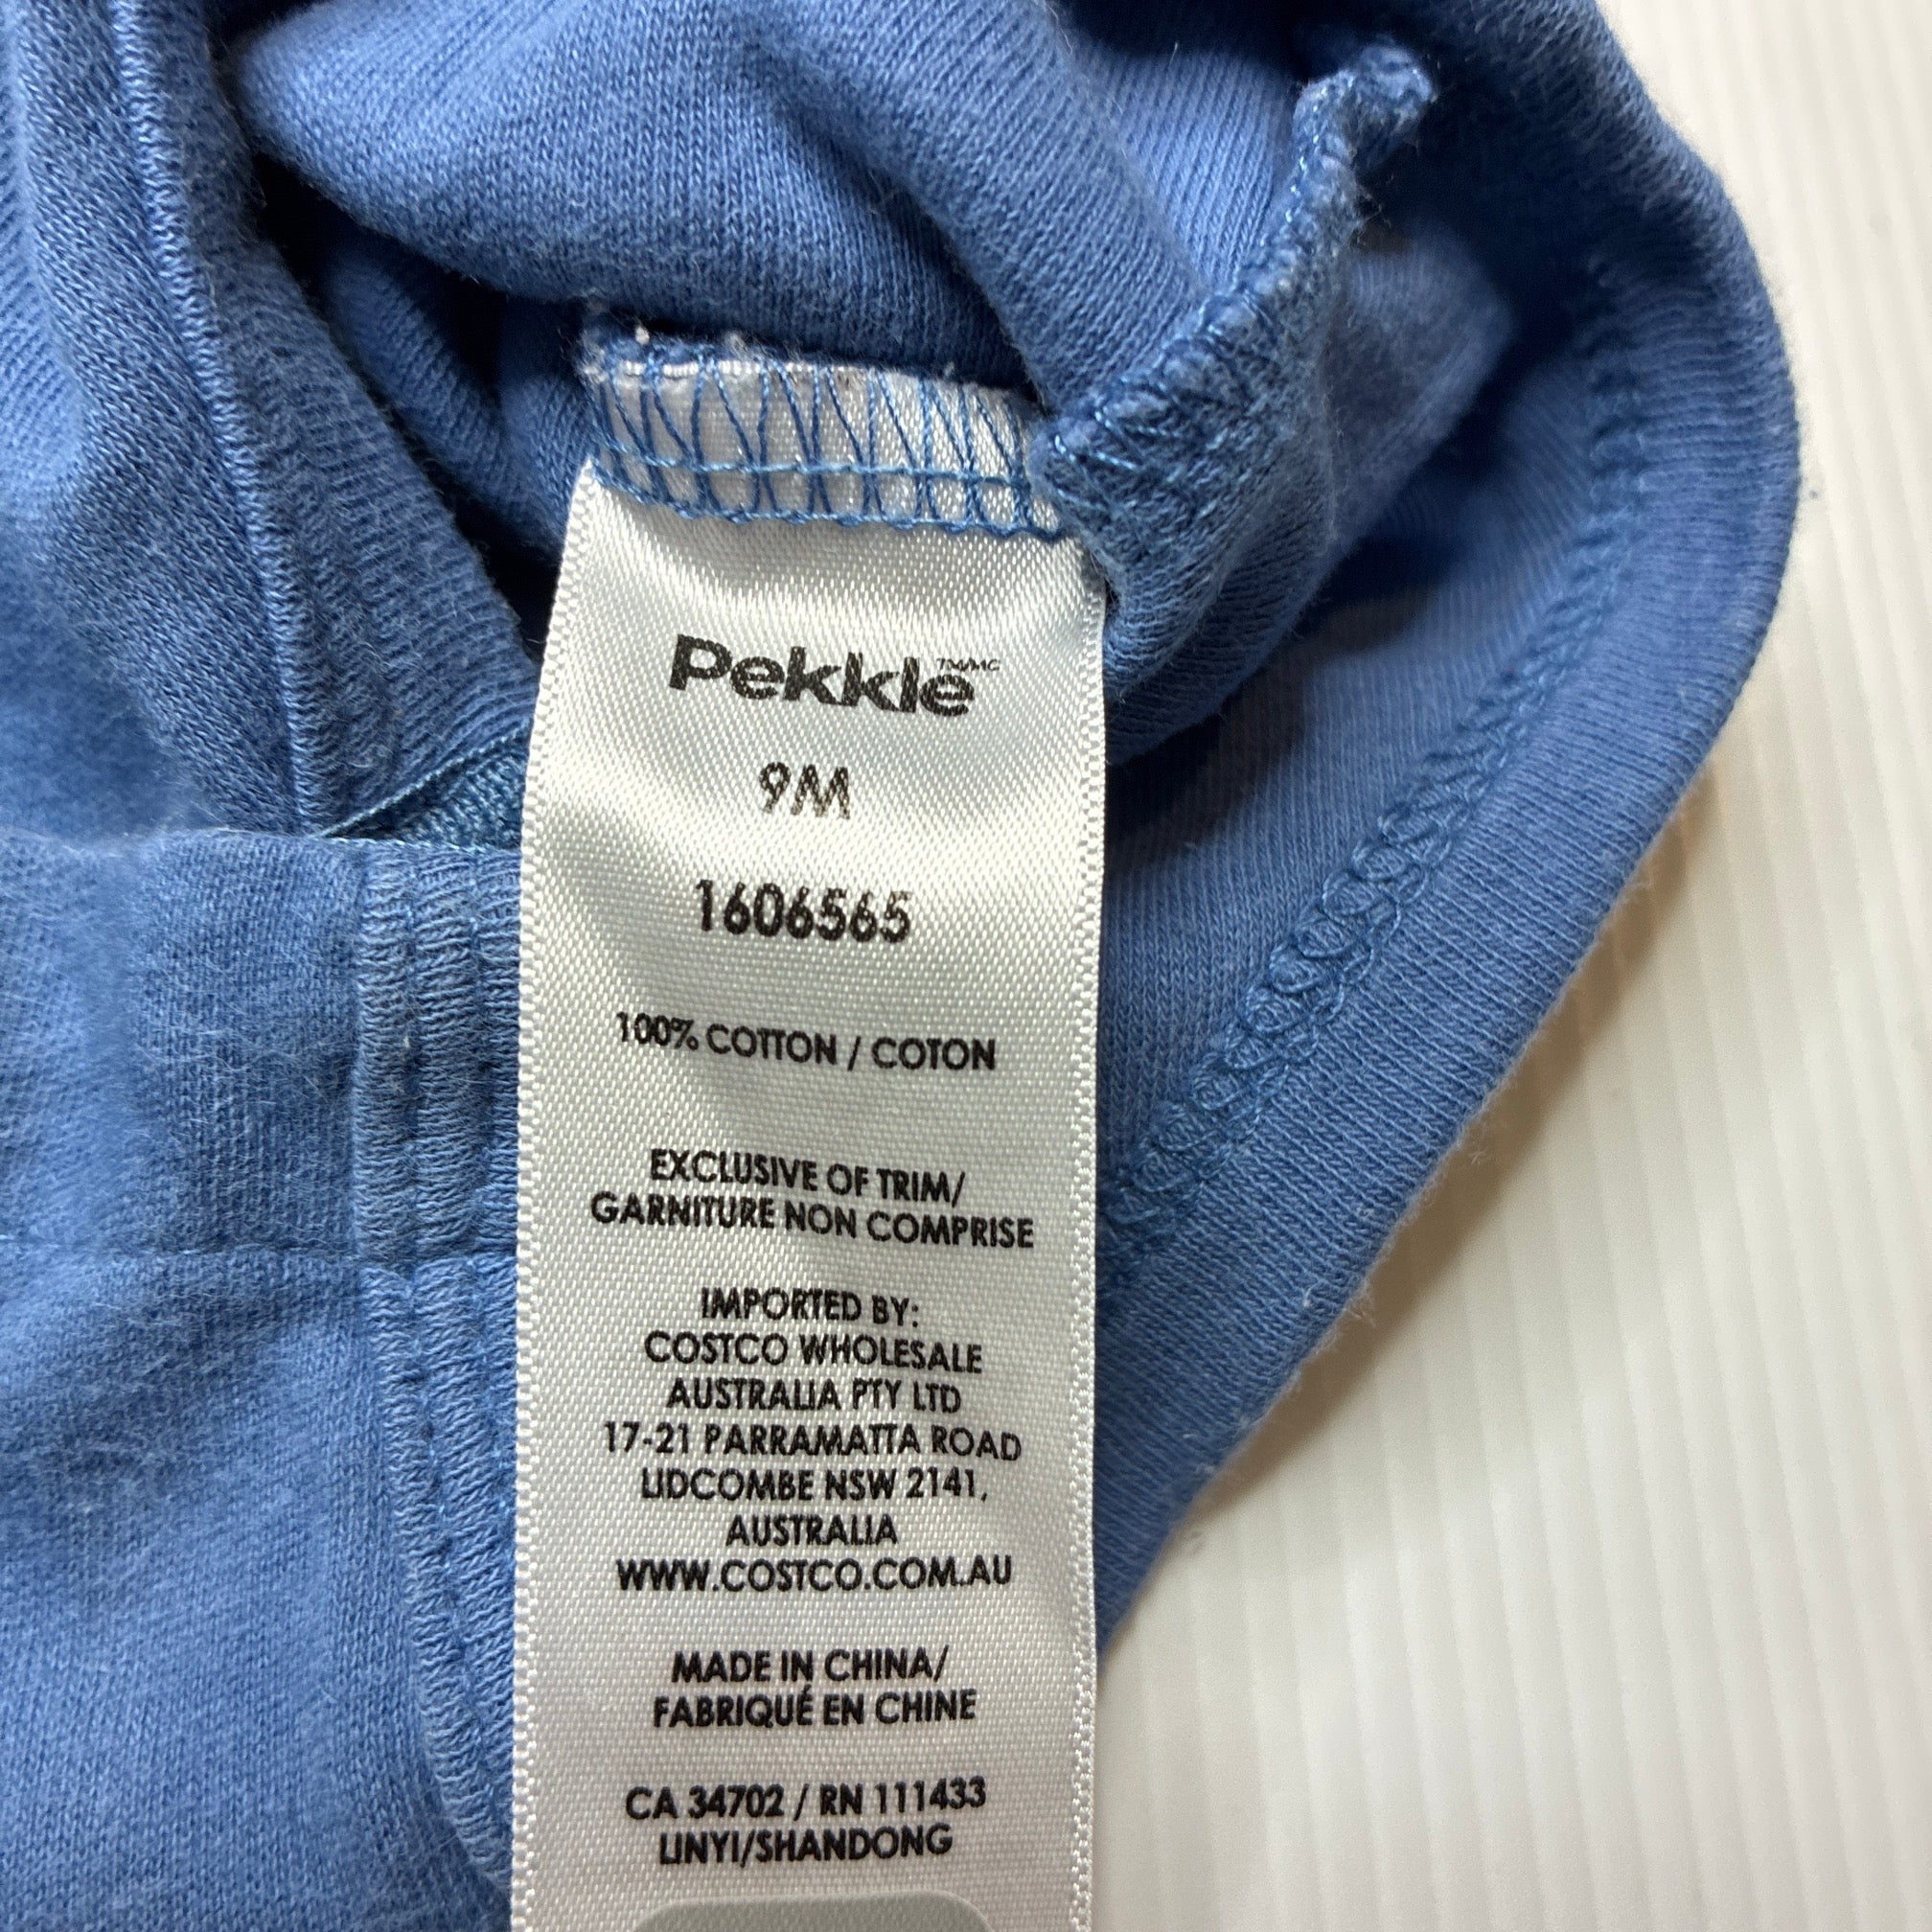 Pekkle TM/MC
9M
1606565
100% COTTON / COTON
EXCLUSIVE OF TRIM/
GARNITURE NON COMPRISE
IMPORTED BY:
COSTCO WHOLESALE
AUSTRALIA PTY LTD
17-21 PARRAMATTA ROAD
LIDCOMBE NSW 2141,
AUSTRALIA
WWW.COSTCO.COM.AU
MADE IN CHINA/
FABRIQUÉ EN CHINE
CA 34702 / RN 111433
LINYI/SHANDONG